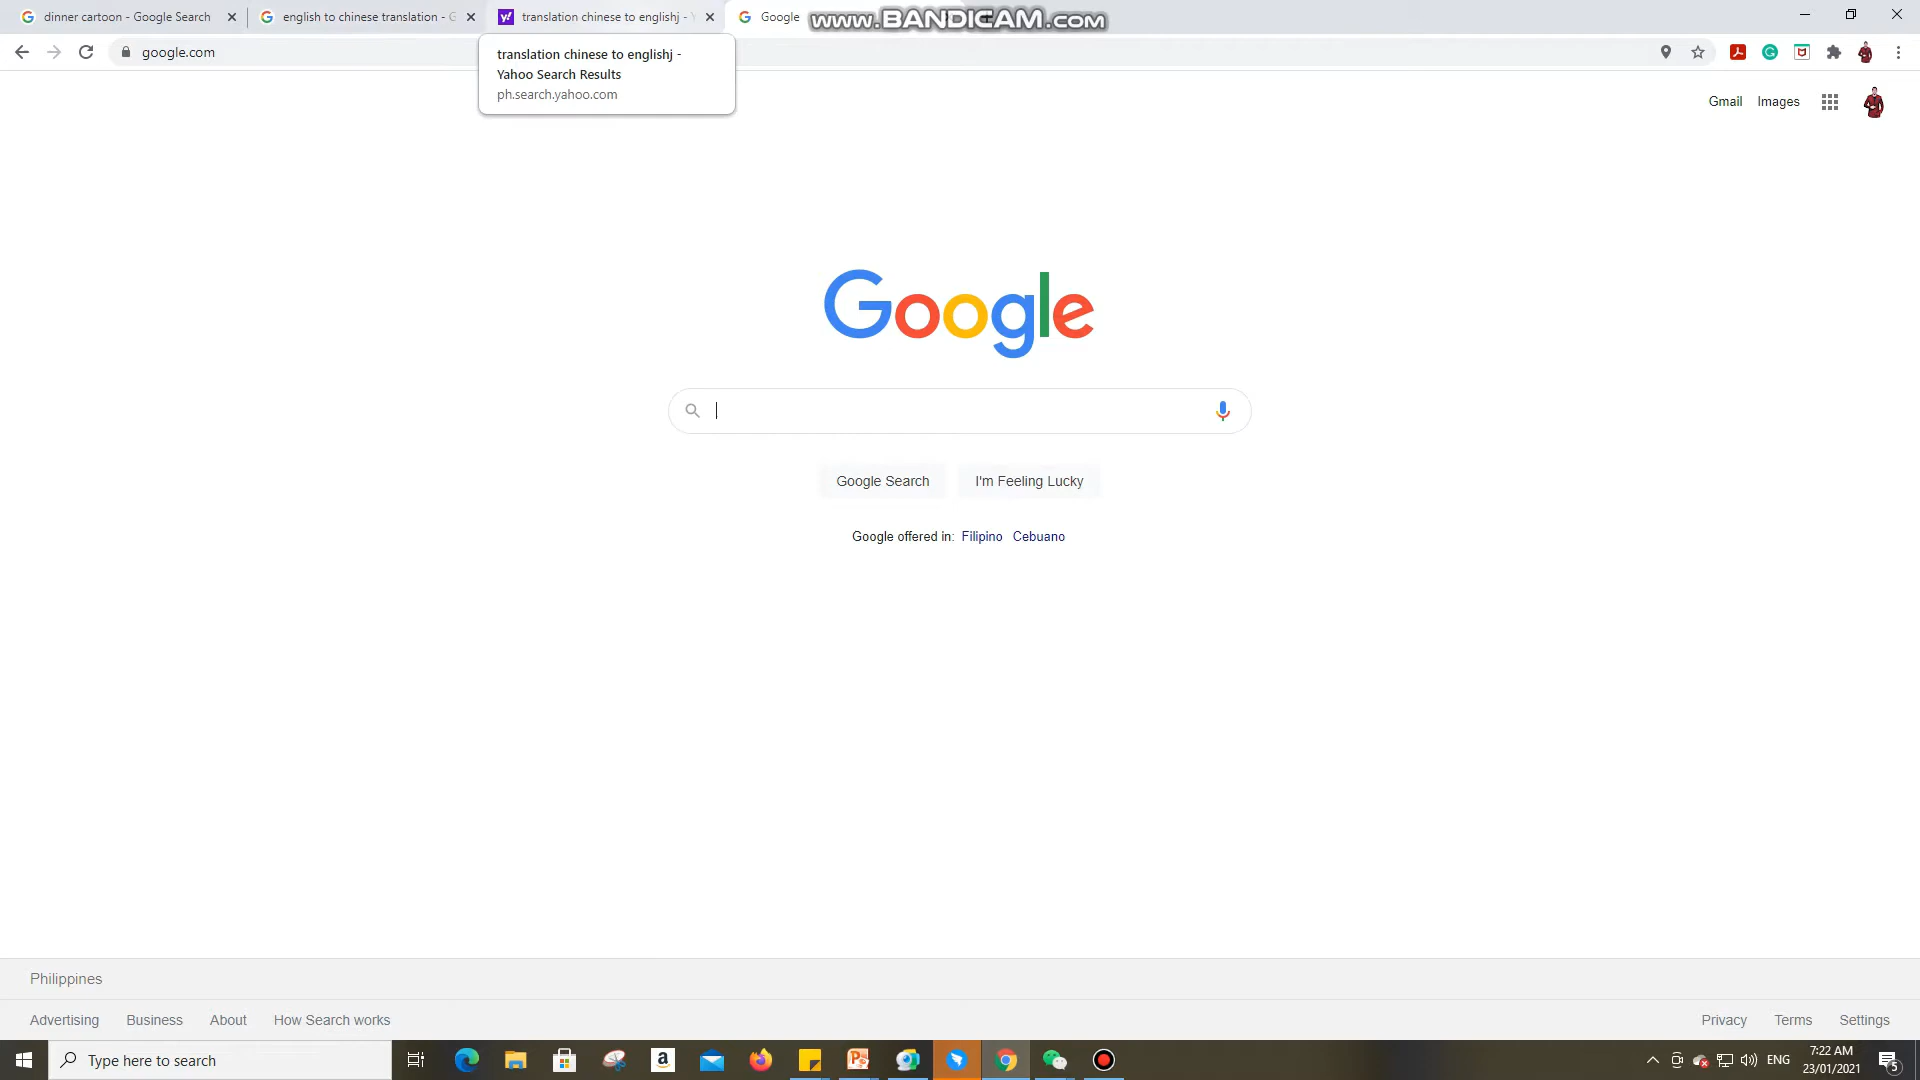 dinner cartoon - Google Search
english to chinese translation - G
translation chinese to englishj - Y
Google
www.BANDICAM.com
google.com
translation chinese to englishj -
Yahoo Search Results
ph.search.yahoo.com
Gmail
Images
Google
Google Search
I'm Feeling Lucky
Google offered in: Filipino Cebuano
Philippines
Advertising
Business
About
How Search works
Privacy
Terms
Settings
Type here to search
ENG
7:22 AM
23/01/2021
5